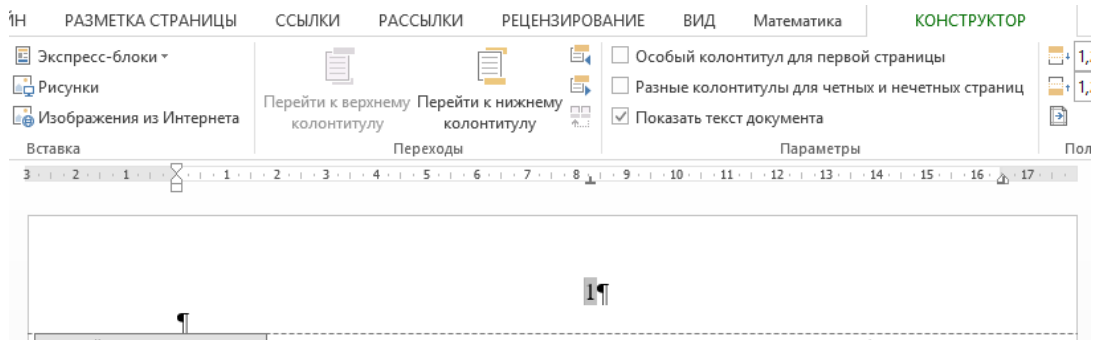 ЙН РАЗМЕТКА СТРАНИЦЫ ССЫЛКИ РАССЫЛКИ РЕЦЕНЗИРОВАНИЕ ВИД Математика КОНСТРУКТОР
Экспресс-блоки
Рисунки
Изображения из Интернета
Вставка
Перейти к верхнему колонтитулу
Перейти к нижнему колонтитулу
Переходы
Особый колонтитул для первой страницы
Разные колонтитулы для четных и нечетных страниц
Показать текст документа
Параметры
1,
1,
Пол
3 2 1 1 2 3 4 5 6 7 8 9 10 11 12 13 14 15 16 17
1¶
¶